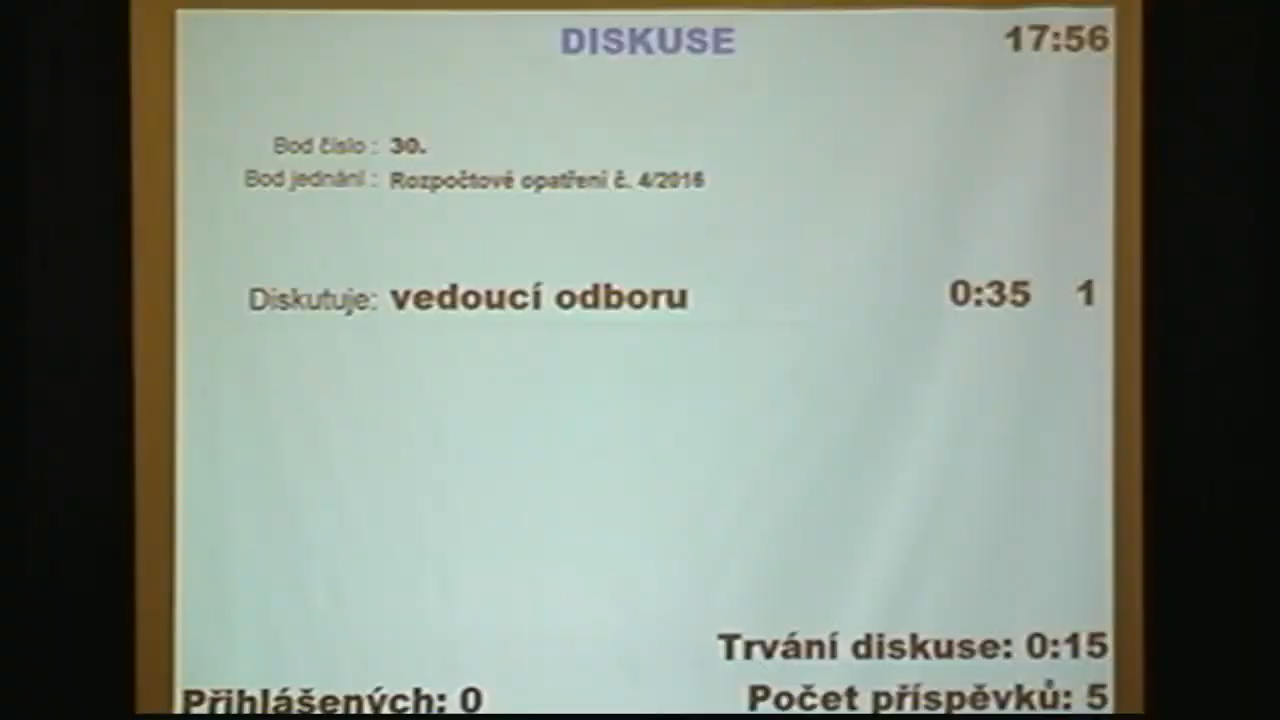 DISKUSE 17:56
Bod číslo : 30.
Bod jednání : Rozpočtové opatření č. 4/2016
Diskutuje: vedoucí odboru 0:35 1
Trvání diskuse: 0:15
Přihlášených: 0 Počet příspěvků: 5